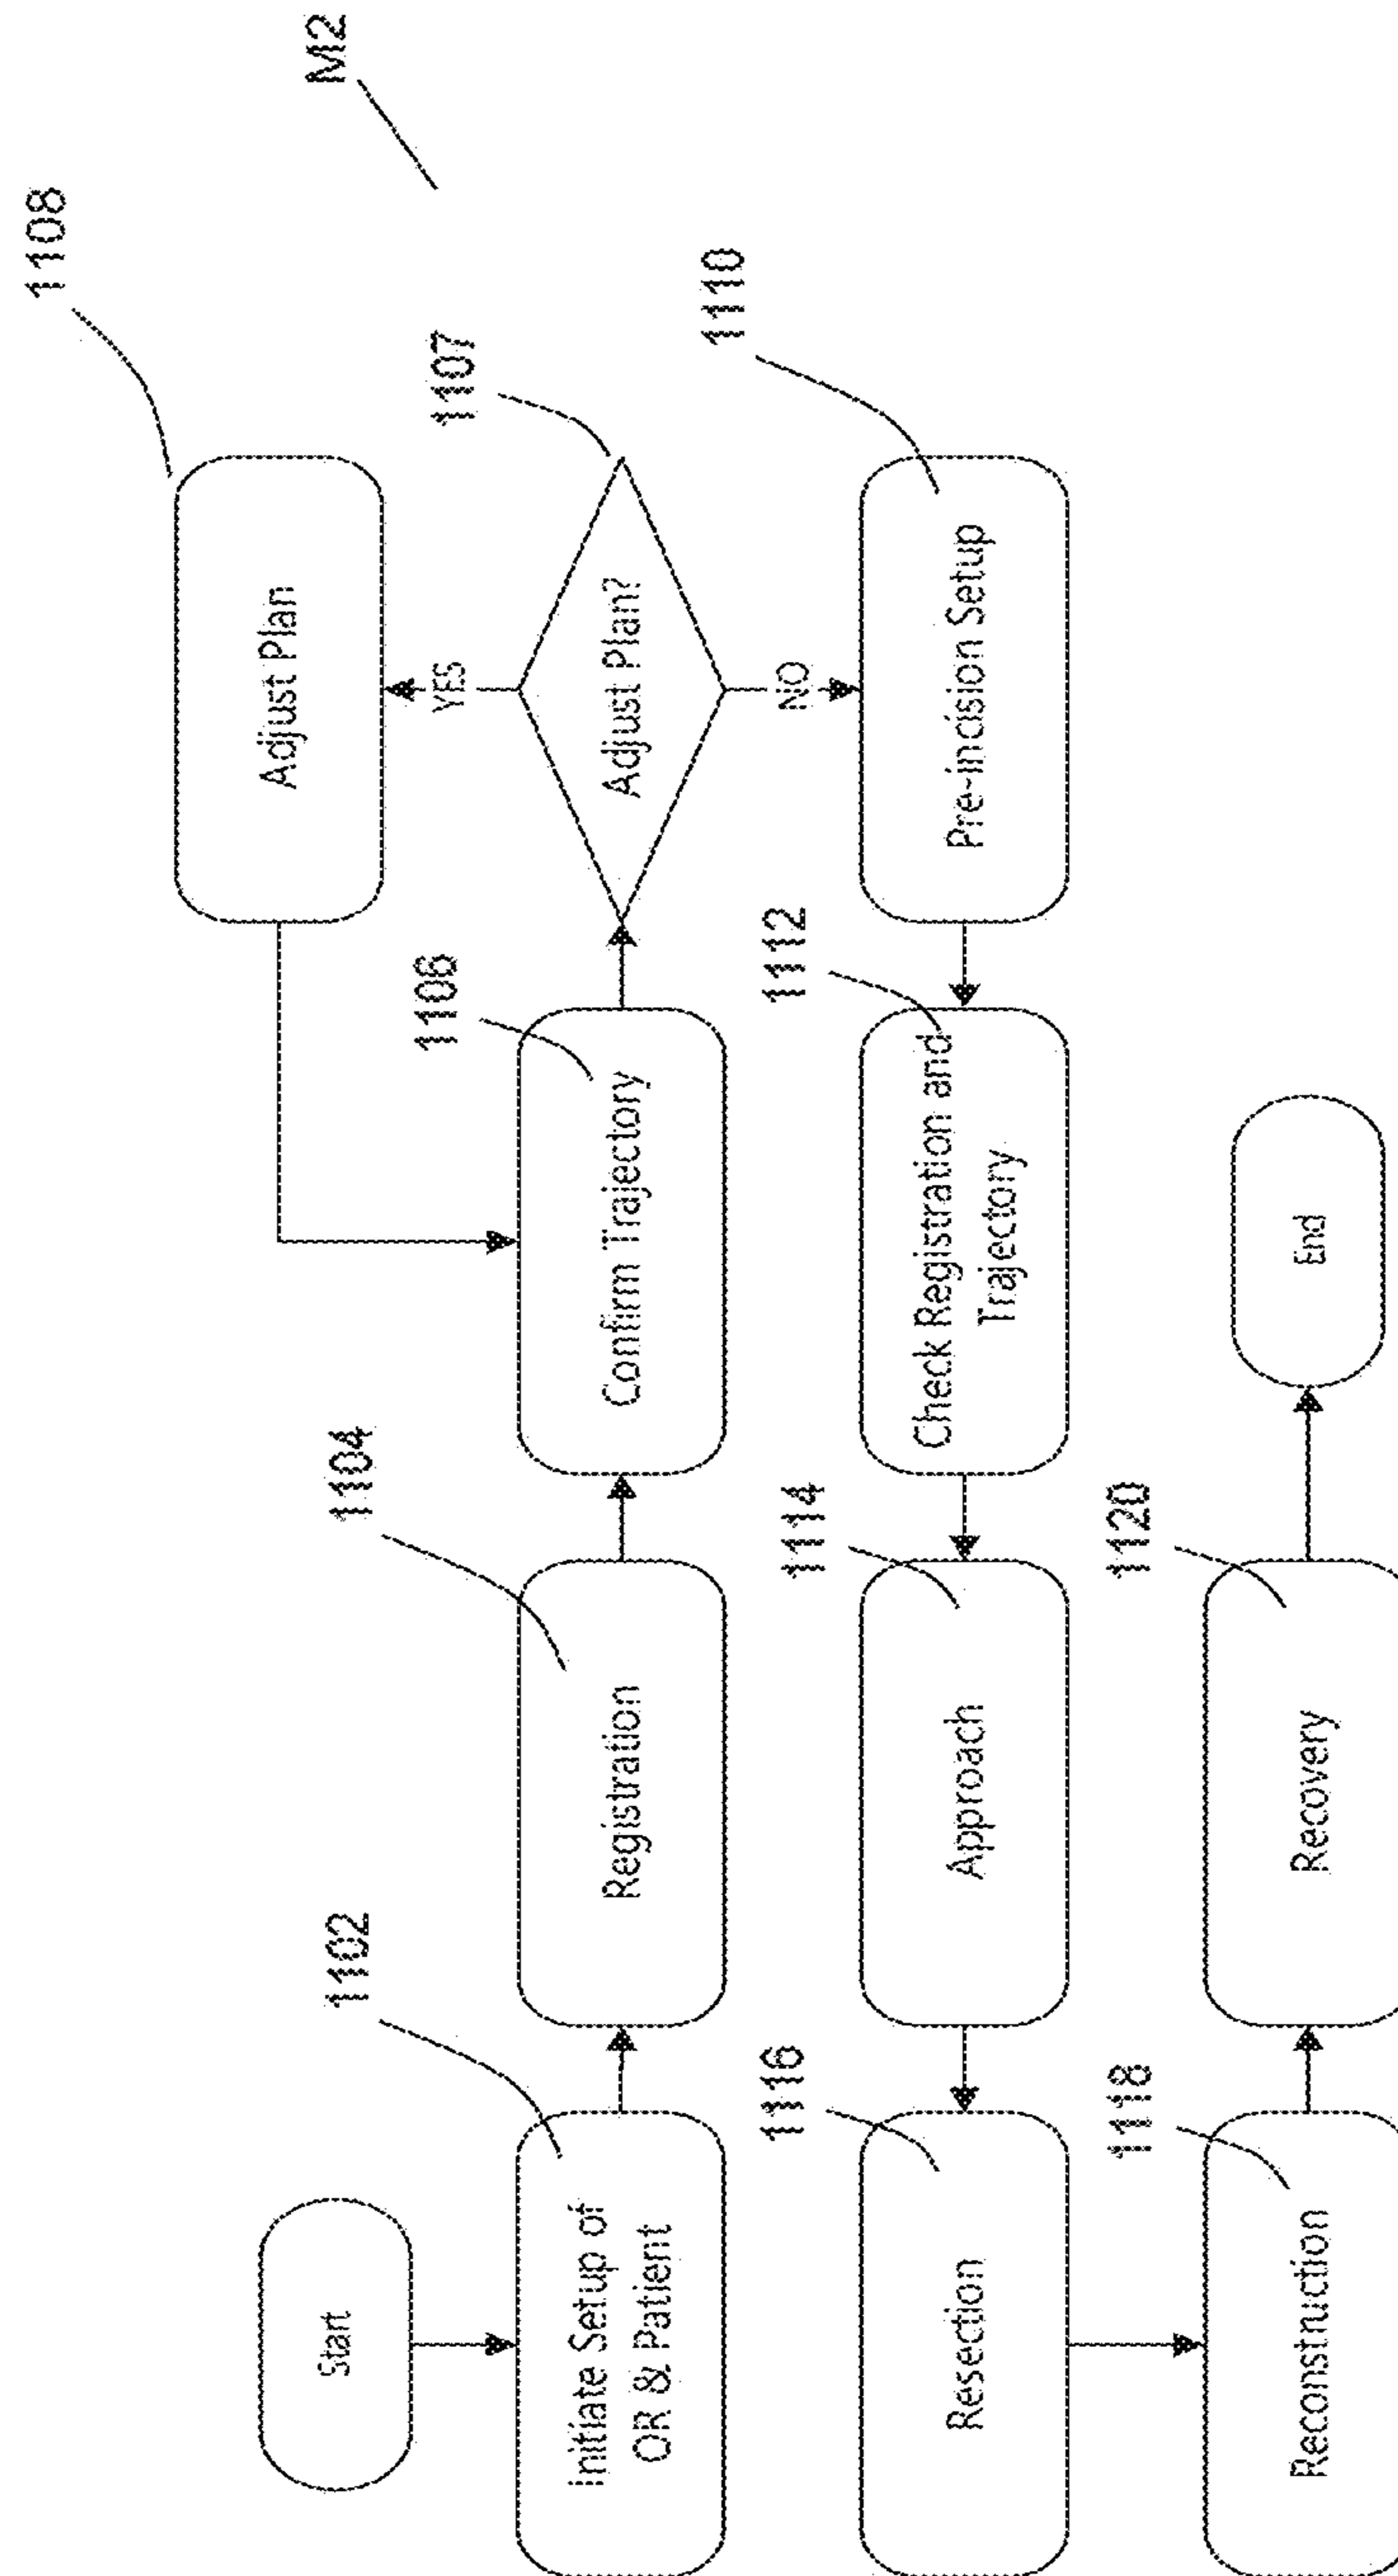 M2
Start
1108
Adjust Plan
1102
1104
1106
1107
Initiate Setup of
OR & Patient
Registration
Confirm Trajectory
Adjust Plan?
YES
NO
1116
1114
1112
1110
Resection
Approach
Check Registration and
Trajectory
Pre-incision Setup
1118
1120
Reconstruction
Recovery
End